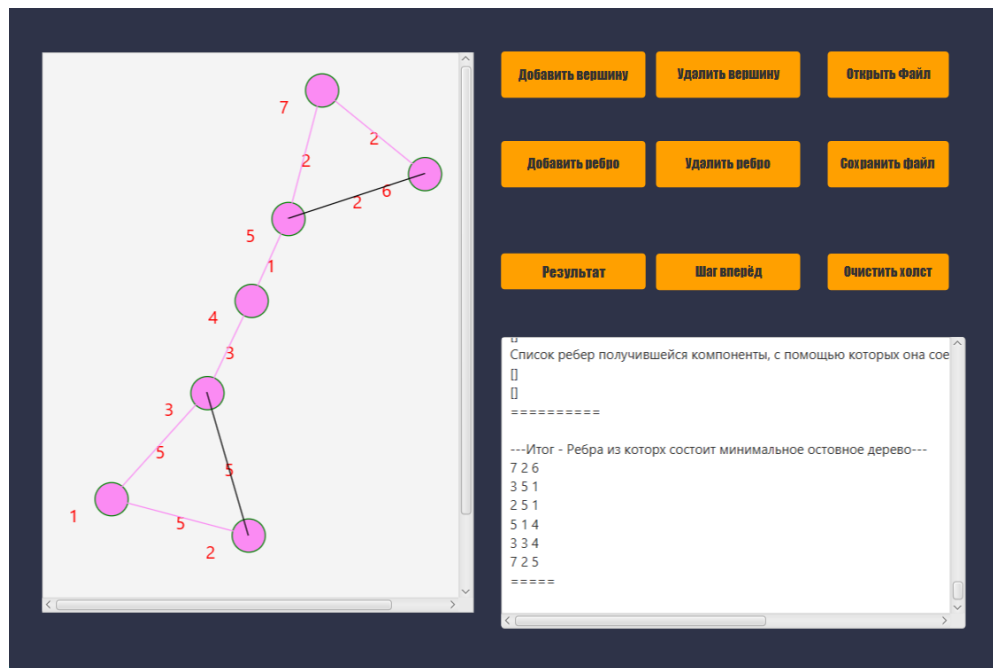 7
2
2
6
2
5
1
4
3
3
5
5
1
5
2
Добавить вершину
Удалить вершину
Открыть Файл
Добавить ребро
Удалить ребро
Сохранить файл
Результат
Шаг вперёд
Очистить холст
Список ребер получившейся компоненты, с помощью которых она сое
[]
[]
==========
---Итог - Ребра из которх состоит минимальное остовное дерево---
7 2 6
3 5 1
2 5 1
5 1 4
3 3 4
7 2 5
=====